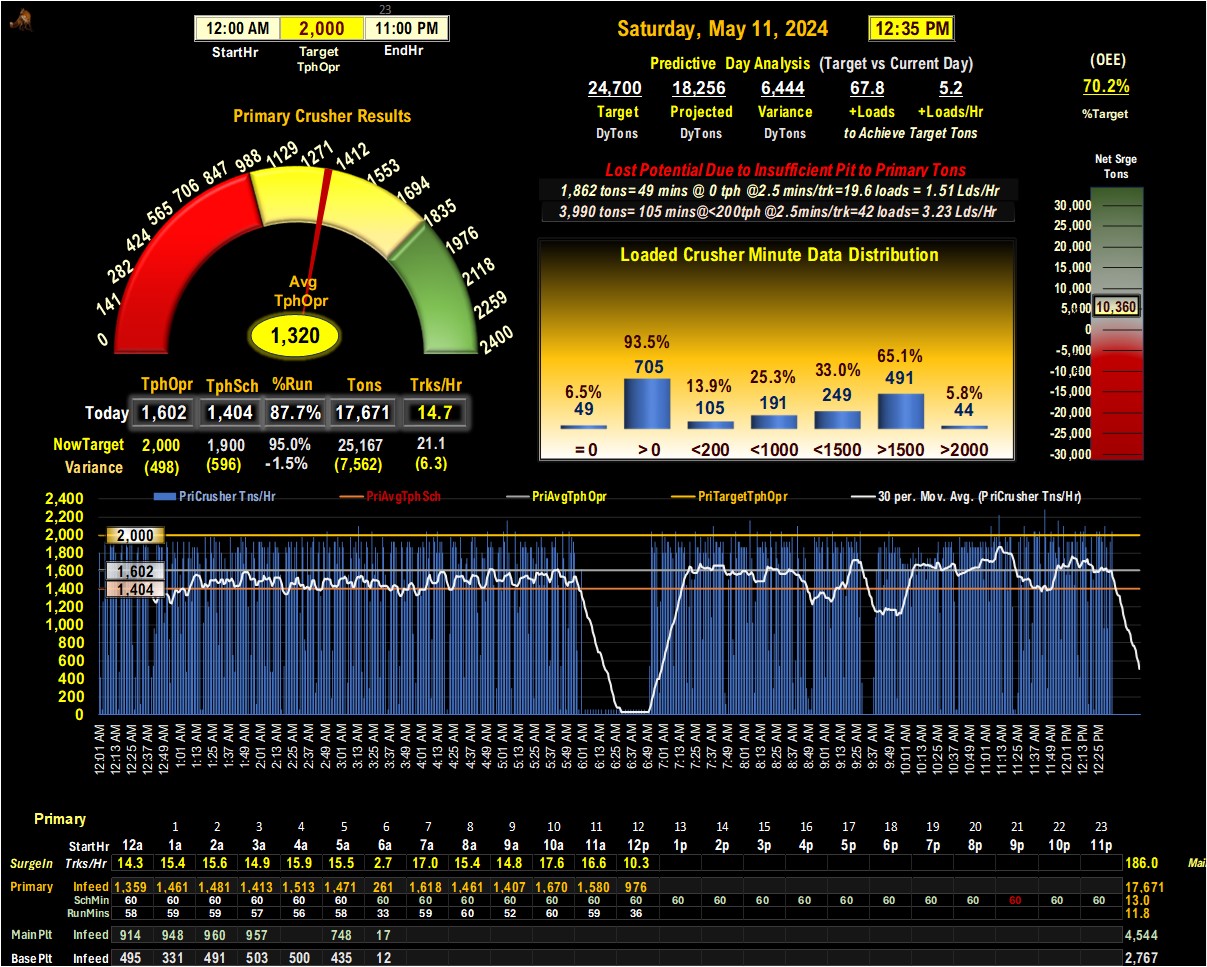 23
12:00 AM 2,000 11:00 PM
StartHr Target EndHr
TphOpr
Saturday, May 11, 2024 12:35 PM
Predictive Day Analysis (Target vs Current Day)
24,700 18,256 6,444 67.8 5.2
Target Projected Variance +Loads +Loads/Hr
DyTons DyTons DyTons to Achieve Target Tons
(OEE)
70.2%
%Target
Primary Crusher Results
0 141 282 424 565 706 847 988 1129 1271 1412 1553 1694 1835 1976 2118 2259 2400
Avg
TphOpr
1,320
Lost Potential Due to Insufficient Pit to Primary Tons
1,862 tons=49 mins @ 0 tph @2.5 mins/trk=19.6 loads = 1.51 Lds/Hr
3,990 tons= 105 mins@<200tph @2.5mins/trk=42 loads= 3.23 Lds/Hr
Net Srge
Tons
30,000
25,000
20,000
15,000
10,000
5,000 10,360
0
-5,000
-10,000
-15,000
-20,000
-25,000
-30,000
Loaded Crusher Minute Data Distribution
6.5% 93.5% 13.9% 25.3% 33.0% 65.1% 5.8%
49 705 105 191 249 491 44
=0 >0 <200 <1000 <1500 >1500 >2000
TphOpr TphSch %Run Tons Trks/Hr
Today 1,602 1,404 87.7% 17,671 14.7
NowTarget 2,000 1,900 95.0% 25,167 21.1
Variance (498) (596) -1.5% (7,562) (6.3)
PriCrusher Tns/Hr PriAvgTphSch PriAvgTphOpr PriTargetTphOpr 30 per. Mov. Avg. (PriCrusher Tns/Hr)
2,400
2,200
2,000 2,000
1,800
1,600 1,602
1,400 1,404
1,200
1,000
800
600
400
200
0
12:01 AM 12:13 AM 12:25 AM 12:37 AM 12:49 AM 1:01 AM 1:13 AM 1:25 AM 1:37 AM 1:49 AM 2:01 AM 2:13 AM 2:25 AM 2:37 AM 2:49 AM 3:01 AM 3:13 AM 3:25 AM 3:37 AM 3:49 AM 4:01 AM 4:13 AM 4:25 AM 4:37 AM 4:49 AM 5:01 AM 5:13 AM 5:25 AM 5:37 AM 5:49 AM 6:01 AM 6:13 AM 6:25 AM 6:37 AM 6:49 AM 7:01 AM 7:13 AM 7:25 AM 7:37 AM 7:49 AM 8:01 AM 8:13 AM 8:25 AM 8:37 AM 8:49 AM 9:01 AM 9:13 AM 9:25 AM 9:37 AM 9:49 AM 10:01 AM 10:13 AM 10:25 AM 10:37 AM 10:49 AM 11:01 AM 11:13 AM 11:25 AM 11:37 AM 11:49 AM 12:01 PM 12:13 PM 12:25 PM
Primary
1 2 3 4 5 6 7 8 9 10 11 12 13 14 15 16 17 18 19 20 21 22 23
StartHr 12a 1a 2a 3a 4a 5a 6a 7a 8a 9a 10a 11a 12p 1p 2p 3p 4p 5p 6p 7p 8p 9p 10p 11p
SurgeIn Trks/Hr 14.3 15.4 15.6 14.9 15.9 15.5 2.7 17.0 15.4 14.8 17.6 16.6 10.3 186.0
Primary Infeed 1,359 1,461 1,481 1,413 1,513 1,471 261 1,618 1,461 1,407 1,670 1,580 976 17,671
SchMin 60 60 60 60 60 60 60 60 60 60 60 60 60 60 60 60 60 60 60 60 60 60 60 60 13.0
RunMins 58 59 59 57 56 58 33 59 60 52 60 59 36 11.8
MainPlt Infeed 914 948 960 957 748 17 4,544
BasePlt Infeed 495 331 491 503 500 435 12 2,767